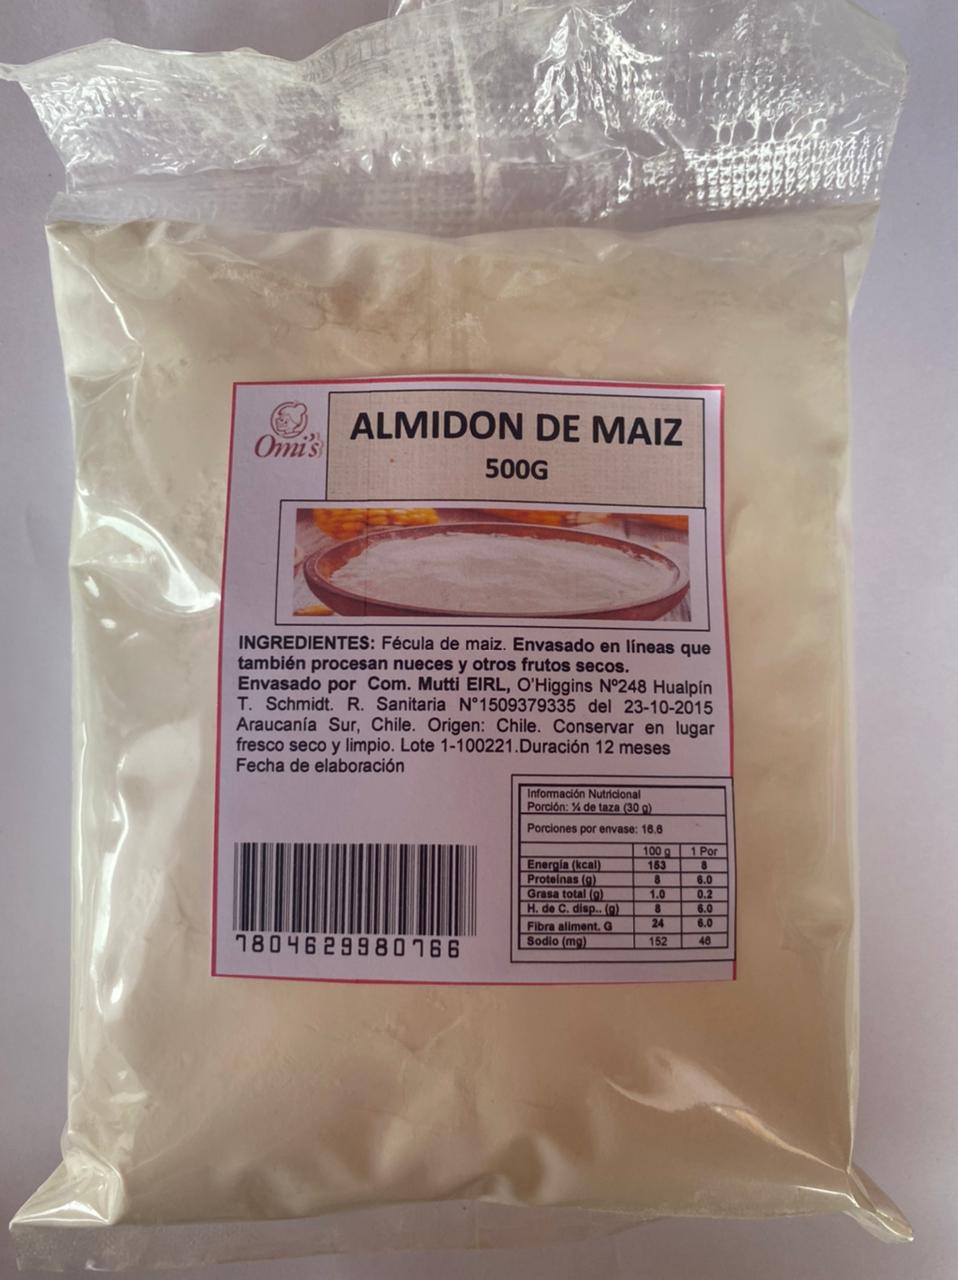 Omi's
ALMIDON DE MAIZ
500G
INGREDIENTES: Fécula de maiz. Envasado en líneas que
también procesan nueces y otros frutos secos.
Envasado por Com. Mutti EIRL, O'Higgins Nº248 Hualpín
T. Schmidt. R. Sanitaria N°1509379335 del 23-10-2015
Araucanía Sur, Chile. Origen: Chile. Conservar en lugar
fresco seco y limpio. Lote 1-100221.Duración 12 meses
Fecha de elaboración
Información Nutricional
Porción: ¼ de taza (30 g)
Porciones por envase: 16.6
100 g 1 Por
Energía (kcal) 153 8
Proteinas (g) 8 6.0
Grasa total (g) 1.0 0.2
H. de C. disp.. (g) 8 6.0
Fibra aliment. G 24 6.0
Sodio (mg) 152 46
7804629980766